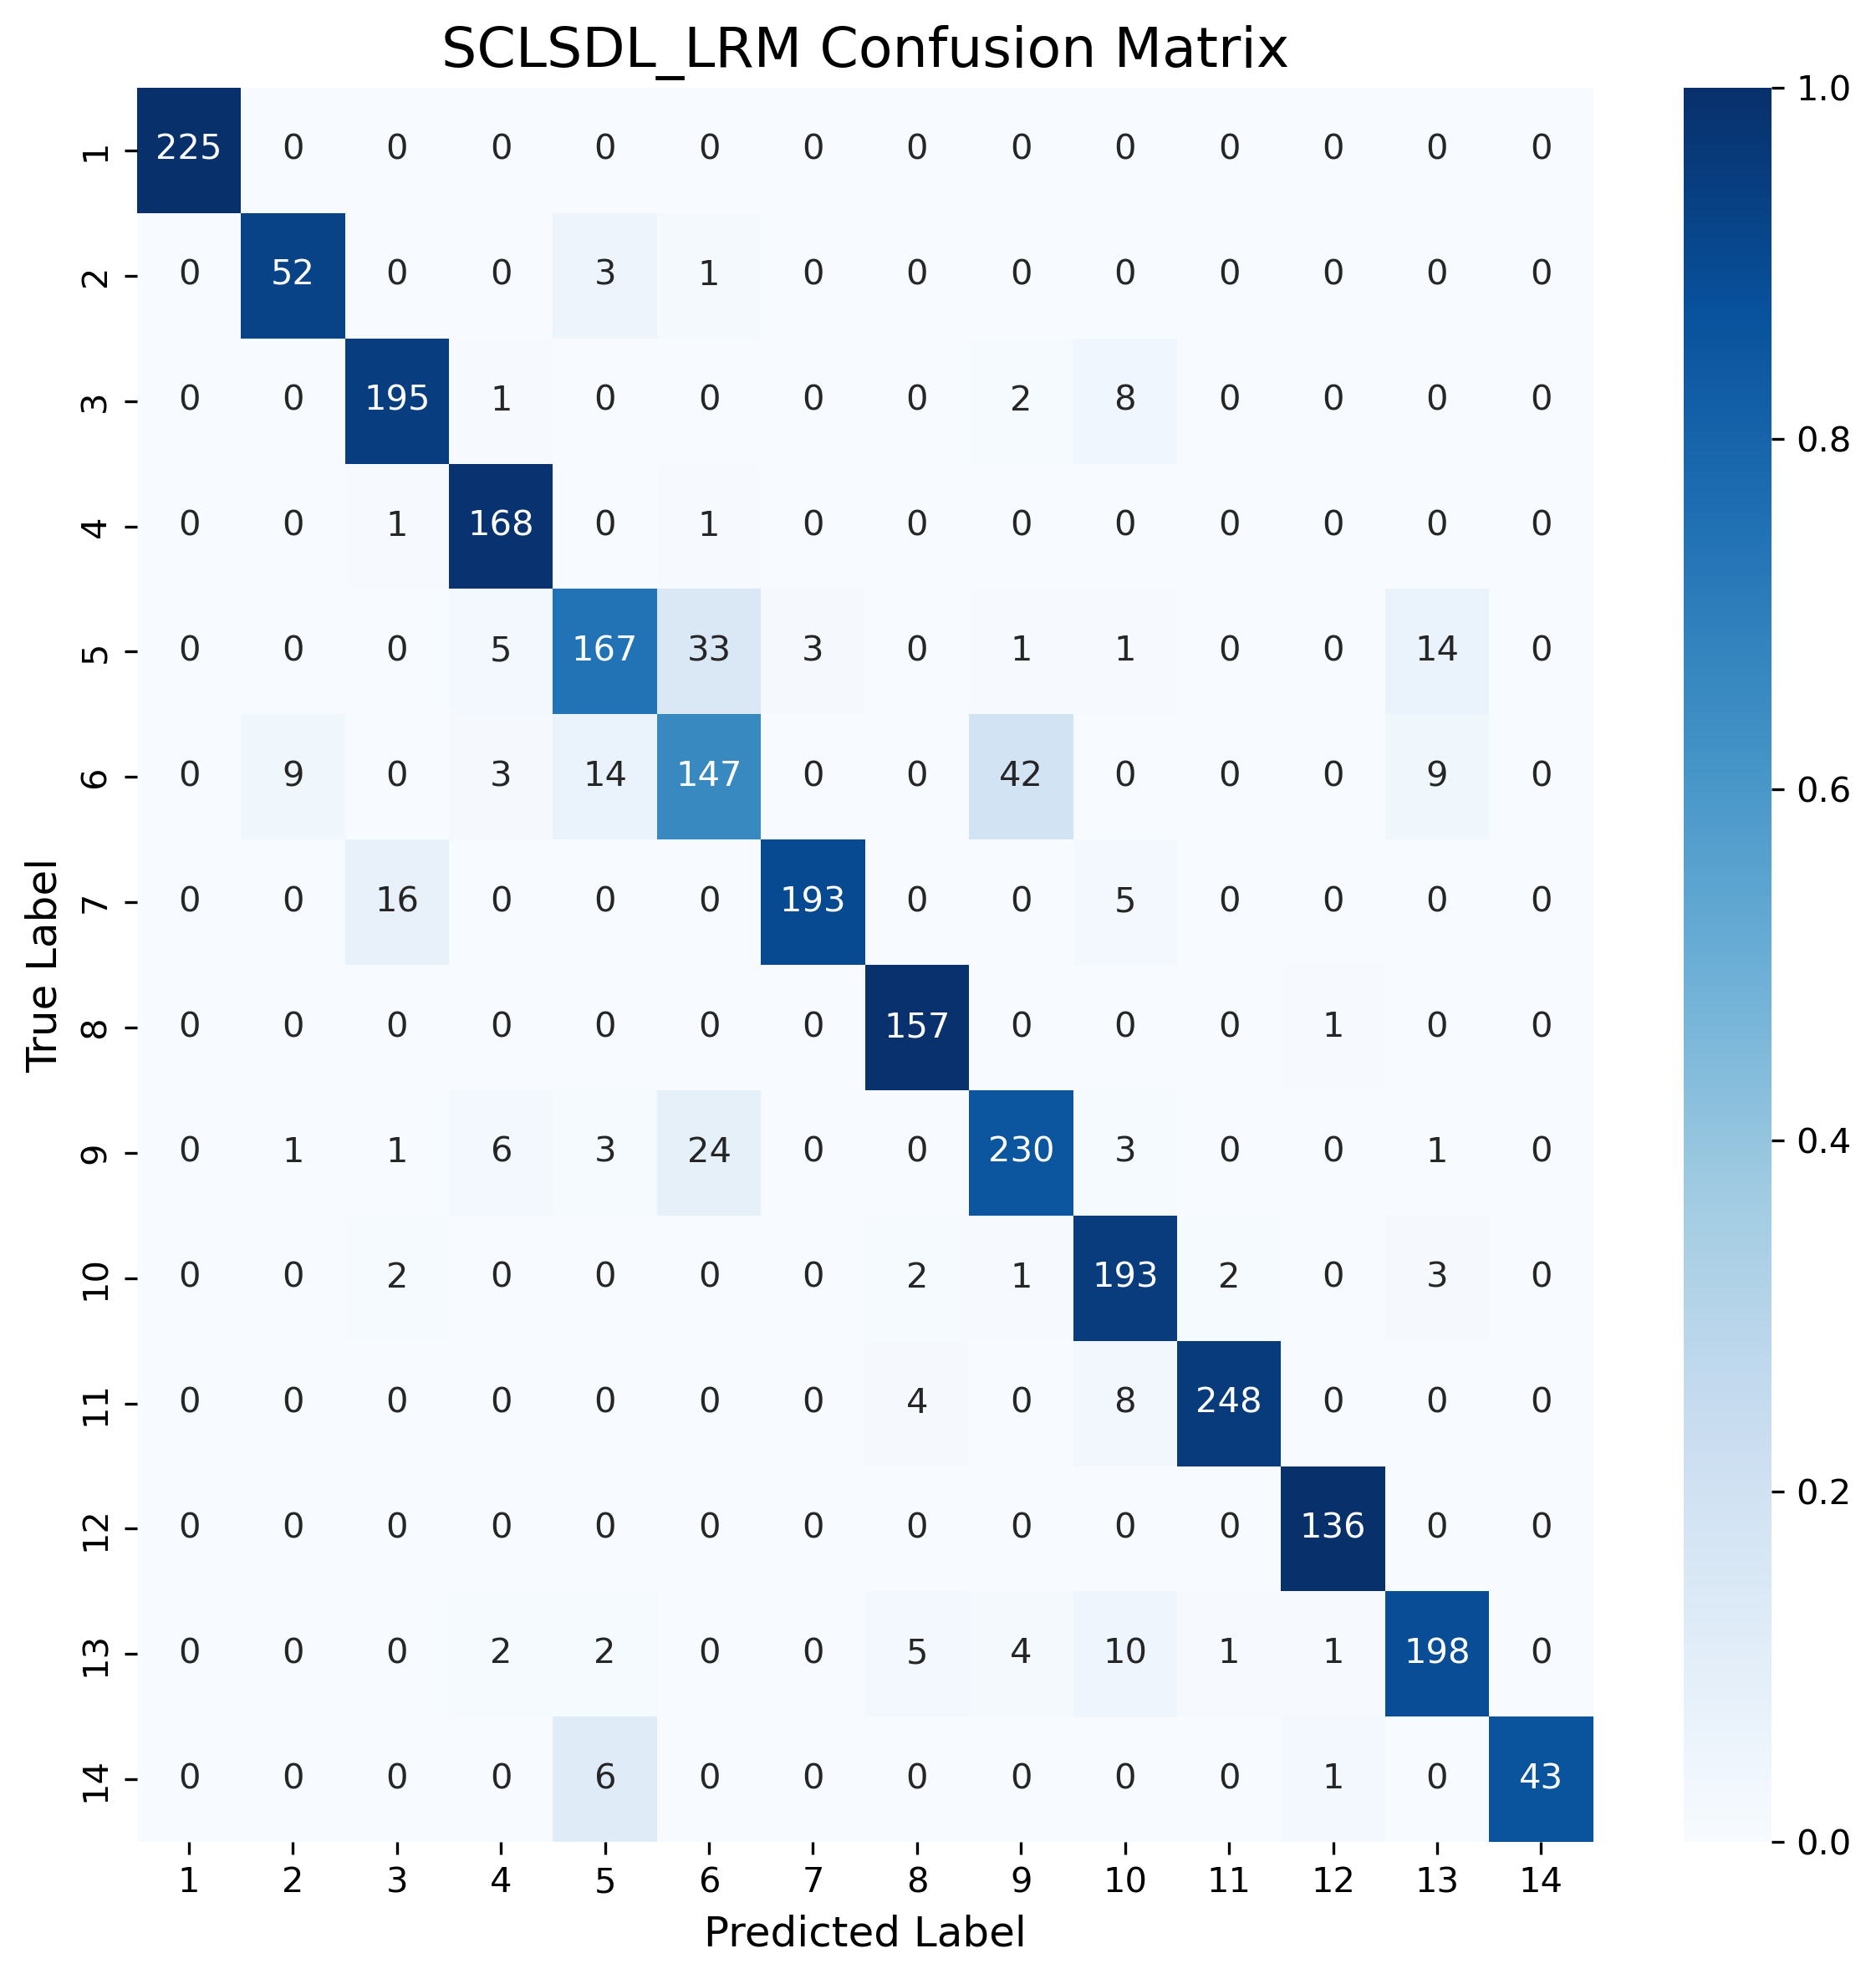 SCLSDL_LRM Confusion Matrix
1 225 0 0 0 0 0 0 0 0 0 0 0 0 0
2 0 52 0 0 3 1 0 0 0 0 0 0 0 0
3 0 0 195 1 0 0 0 0 2 8 0 0 0 0
4 0 0 1 168 0 1 0 0 0 0 0 0 0 0
5 0 0 0 5 167 33 3 0 1 1 0 0 14 0
6 0 9 0 3 14 147 0 0 42 0 0 0 9 0
7 0 0 16 0 0 0 193 0 0 5 0 0 0 0
8 0 0 0 0 0 0 0 157 0 0 0 1 0 0
9 0 1 1 6 3 24 0 0 230 3 0 0 1 0
10 0 0 2 0 0 0 0 2 1 193 2 0 3 0
11 0 0 0 0 0 0 0 4 0 8 248 0 0 0
12 0 0 0 0 0 0 0 0 0 0 0 136 0 0
13 0 0 0 2 2 0 0 5 4 10 1 1 198 0
14 0 0 0 0 6 0 0 0 0 0 0 1 0 43
1 2 3 4 5 6 7 8 9 10 11 12 13 14
Predicted Label
True Label
1.0
0.8
0.6
0.4
0.2
0.0